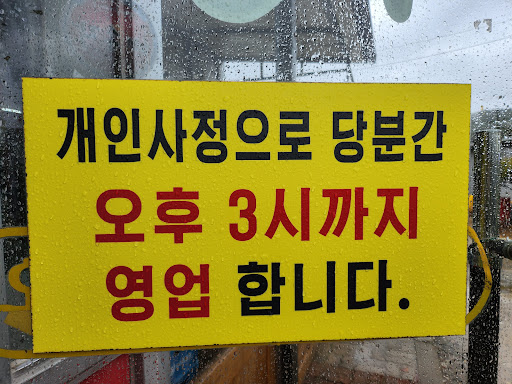 개인사정으로 당분간
오후 3시까지
영업 합니다.